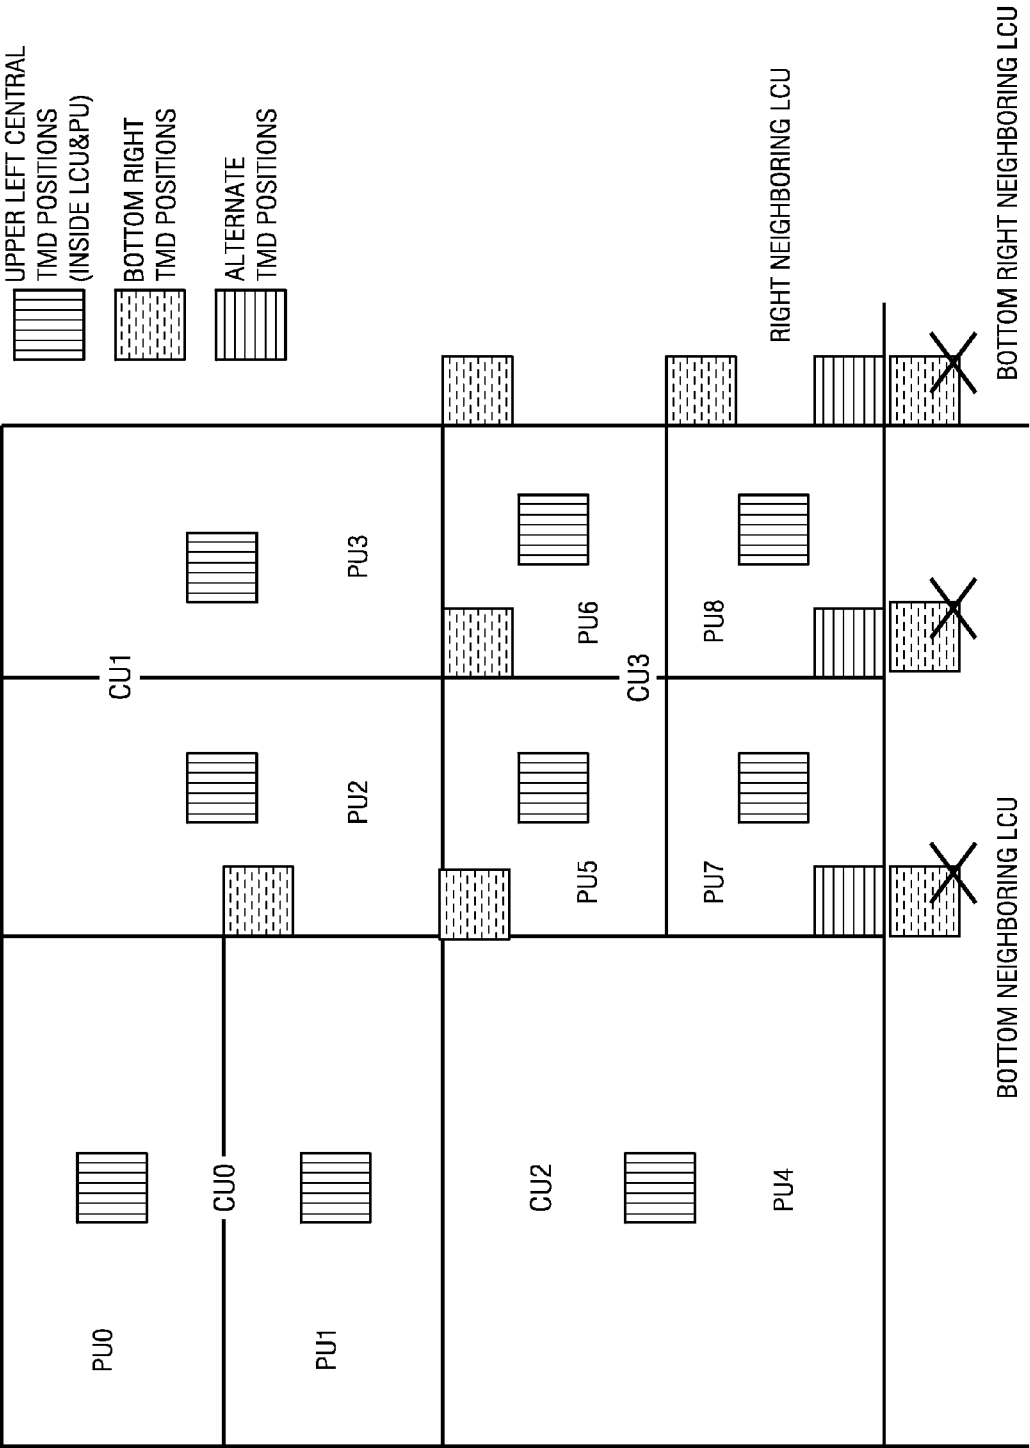 UPPER LEFT CENTRAL
TMD POSITIONS
(INSIDE LCU&PU)
BOTTOM RIGHT
TMD POSITIONS
ALTERNATE
TMD POSITIONS
RIGHT NEIGHBORING LCU
BOTTOM RIGHT NEIGHBORING LCU
CU1
PU3
PU2
PU6
PU8
CU3
PU5
PU7
BOTTOM NEIGHBORING LCU
PU0
CU0
PU1
CU2
PU4